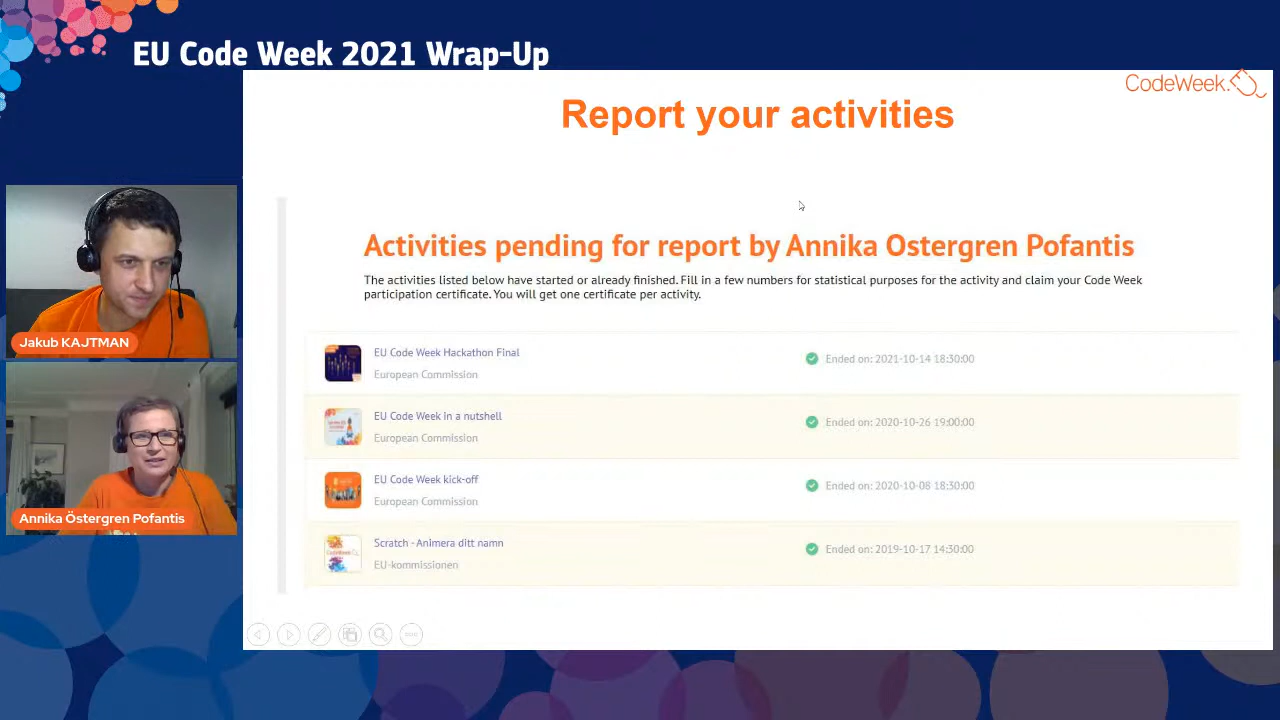 EU Code Week 2021 Wrap-Up
CodeWeek.
Report your activities
Activities pending for report by Annika Ostergren Pofantis
The activities listed below have started or already finished. Fill in a few numbers for statistical purposes for the activity and claim your Code Week
participation certificate. You will get one certificate per activity.
Jakub KAJTMAN
Annika Östergren Pofantis
EU Code Week Hackathon Final
European Commission
Ended on: 2021-10-14 18:30:00
EU Code Week in a nutshell
European Commission
Ended on: 2020-10-26 19:00:00
EU Code Week kick-off
European Commission
Ended on: 2020-10-08 18:30:00
Scratch - Animera ditt namn
EU-kommissionen
Ended on: 2019-10-17 14:30:00